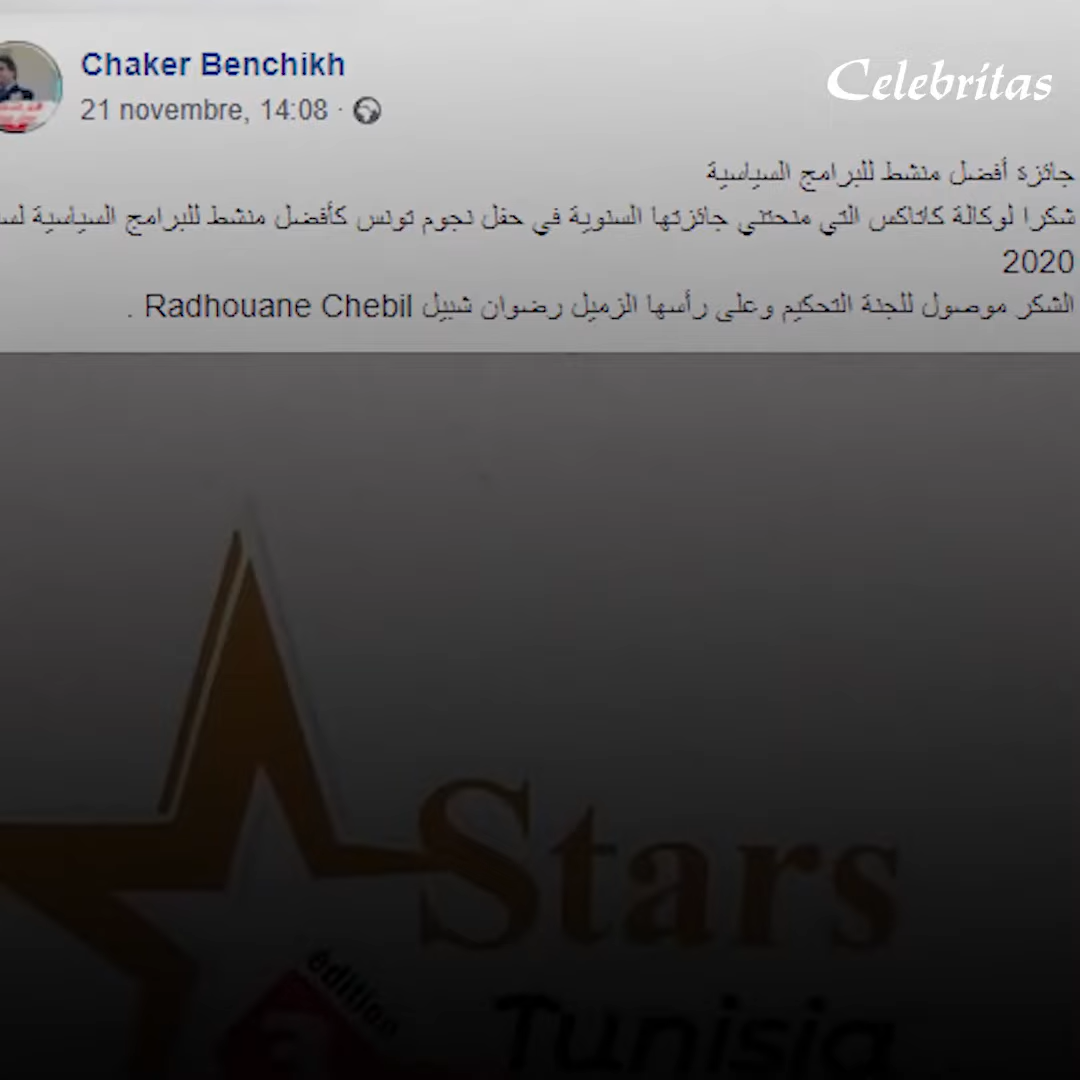 Chaker Benchikh
21 novembre, 14:08 ·
Celebritas
جائزة أفضل منشط للبرامج السياسية
شكرا لوكالة كاتاكس التي منحتني جائزتها السنوية في حفل نجوم تونس كأفضل منشط للبرامج السياسية
2020
الشكر موصول للجنة التحكيم وعلى رأسها الزميل رضوان شبيل Radhouane Chebil .
Stars
édition
3
Tunisia